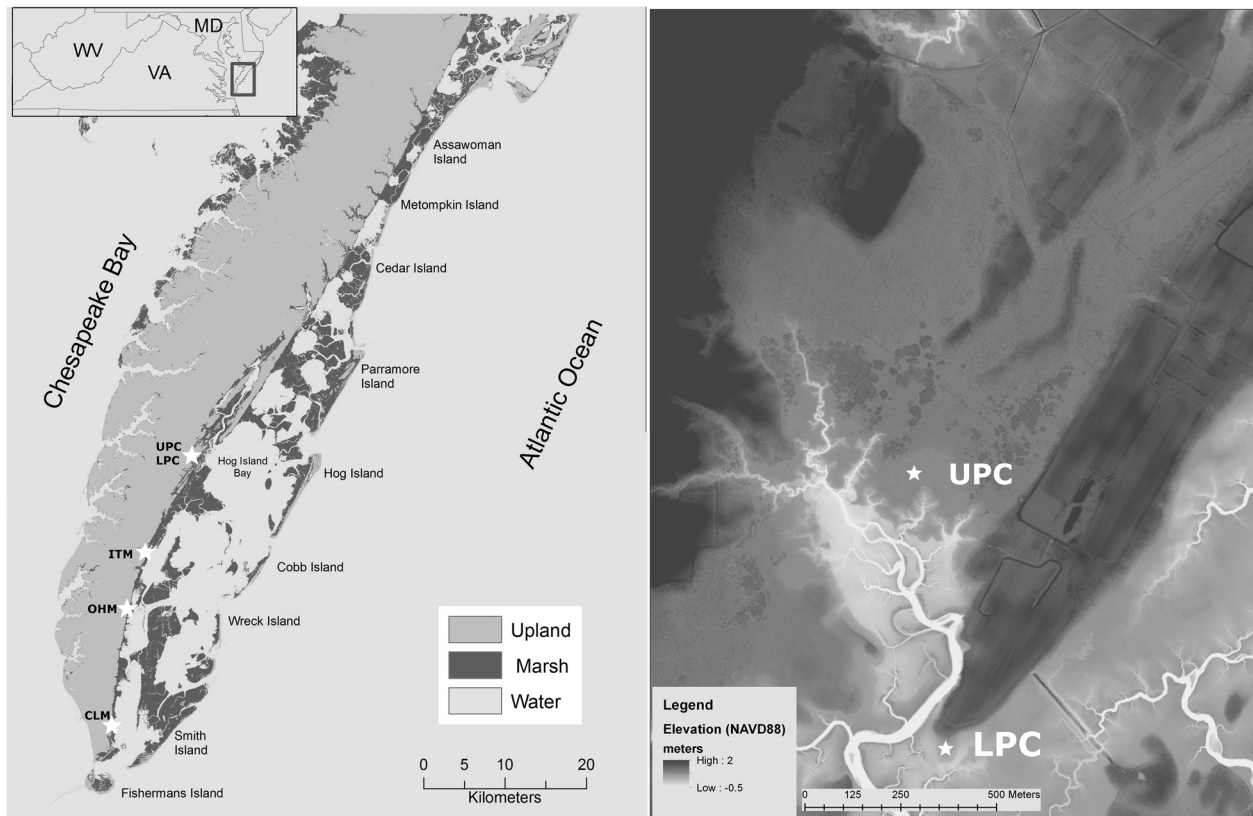 WV
MD
VA
Assawoman
Island
Metompkin Island
Cedar Island
Chesapeake Bay
Atlantic Ocean
Parramore
Island
UPC
LPC
Hog Island
Bay
Hog Island
ITM
Cobb Island
OHM
Wreck Island
CLM
Smith
Island
Fishermans Island
Upland
Marsh
Water
0 5 10 20
Kilometers
UPC
LPC
Legend
Elevation (NAVD88)
meters
High : 2
Low : -0.5
0 125 250 500 Meters